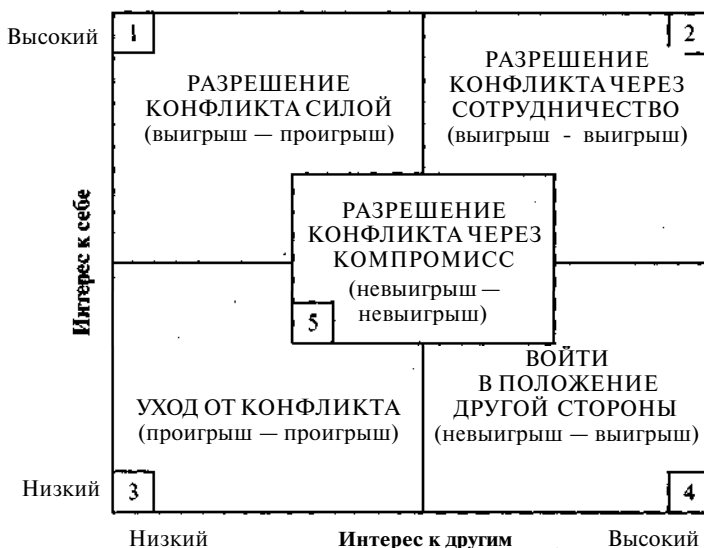 Высокий
1
РАЗРЕШЕНИЕ
КОНФЛИКТА СИЛОЙ
(выигрыш — проигрыш)
2
РАЗРЕШЕНИЕ
КОНФЛИКТА ЧЕРЕЗ
СОТРУДНИЧЕСТВО
(выигрыш - выигрыш)
Интерес к себе
РАЗРЕШЕНИЕ
КОНФЛИКТА ЧЕРЕЗ
КОМПРОМИСС
(невыигрыш —
невыигрыш)
5
УХОД ОТ КОНФЛИКТА
(проигрыш — проигрыш)
3
ВОЙТИ
В ПОЛОЖЕНИЕ
ДРУГОЙ СТОРОНЫ
(невыигрыш — выигрыш)
4
Низкий
Низкий
Интерес к другим
Высокий